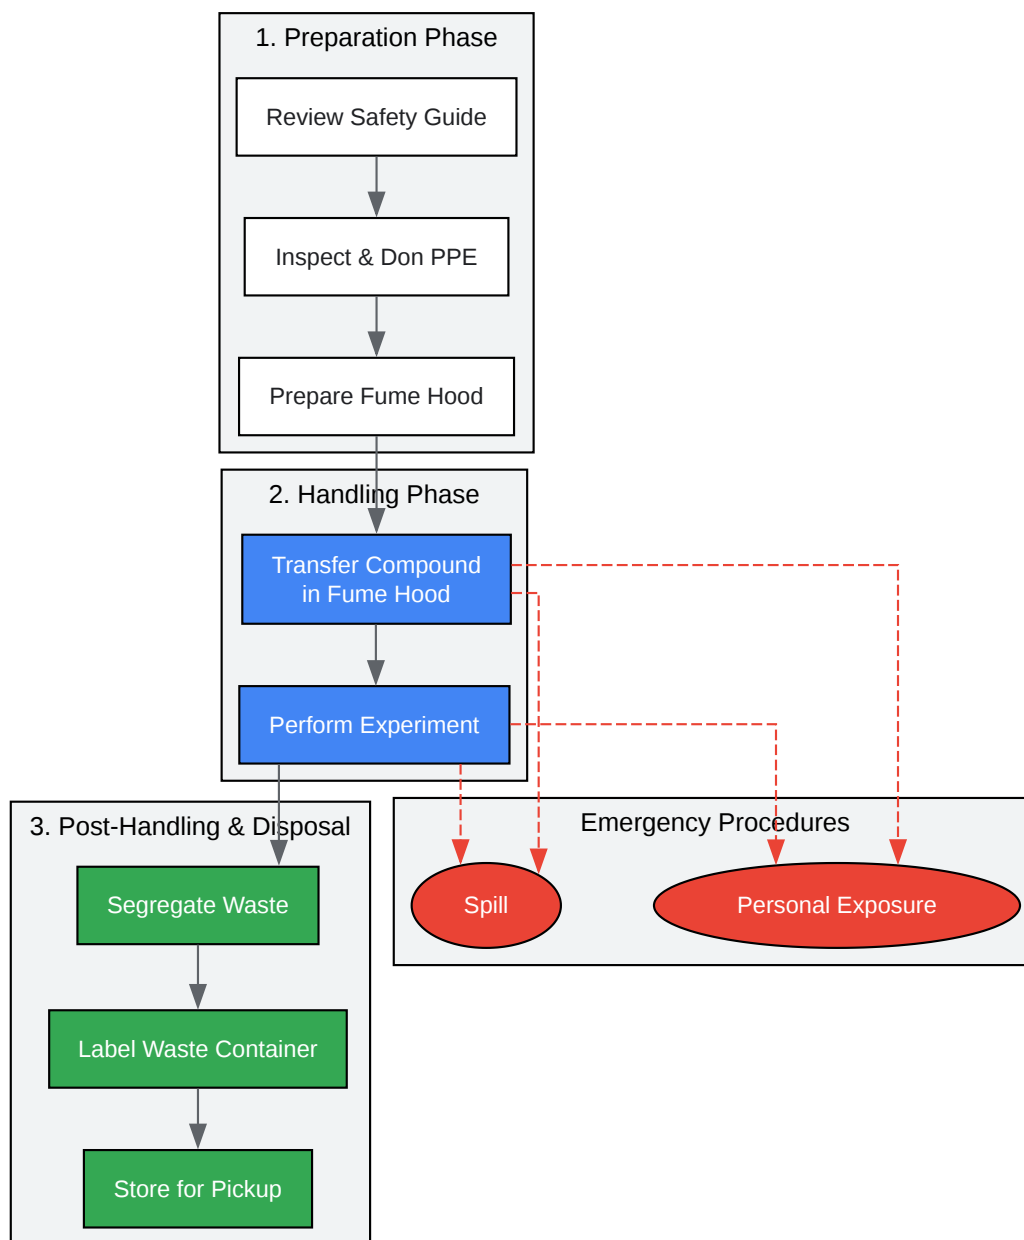 1. Preparation Phase
Review Safety Guide
Inspect & Don PPE
Prepare Fume Hood
2. Handling Phase
Transfer Compound
in Fume Hood
Perform Experiment
3. Post-Handling & Disposal
Segregate Waste
Label Waste Container
Store for Pickup
Emergency Procedures
Spill
Personal Exposure